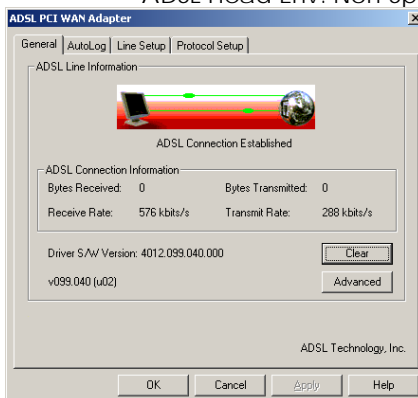 ADSL PCI WAN Adapter
General AutoLog Line Setup Protocol Setup
ADSL Line Information
ADSL Connection Established
ADSL Connection Information
Bytes Received: 0 Bytes Transmitted: 0
Receive Rate: 576 kbits/s Transmit Rate: 288 kbits/s
Driver S/W Version: 4012.099.040.000 Clear
v099.040 (u02) Advanced
ADSL Technology, Inc.
OK Cancel Apply Help